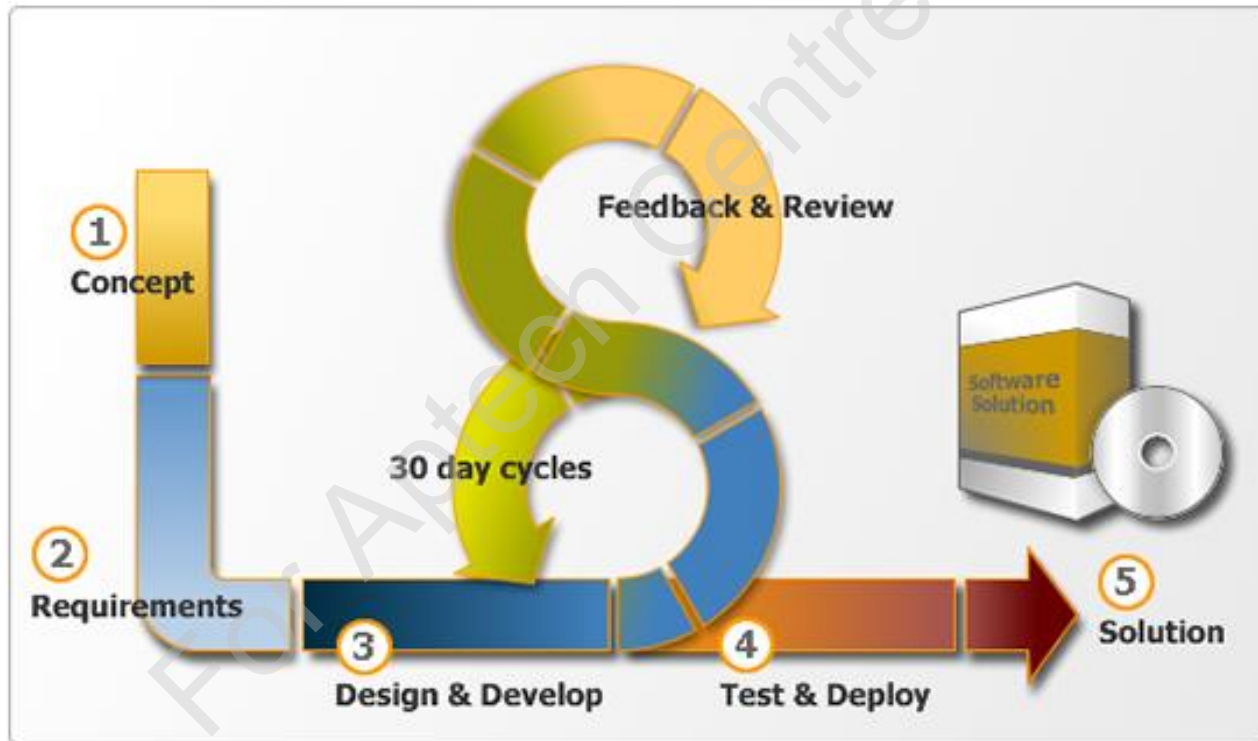 1
Concept
2
Requirements
3
Design & Develop
30 day cycles
Feedback & Review
4
Test & Deploy
5
Solution
Software
Solution
For Aptech Centre